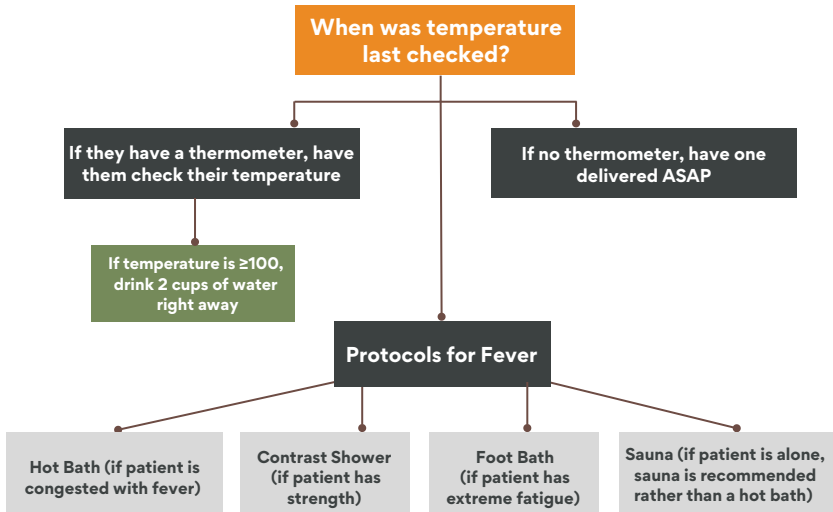 When was temperature
last checked?
If they have a thermometer, have
them check their temperature
If no thermometer, have one
delivered ASAP
If temperature is ≥100,
drink 2 cups of water
right away
Protocols for Fever
Hot Bath (if patient is
congested with fever)
Contrast Shower
(if patient has
strength)
Foot Bath
(if patient has
extreme fatigue)
Sauna (if patient is alone,
sauna is recommended
rather than a hot bath)